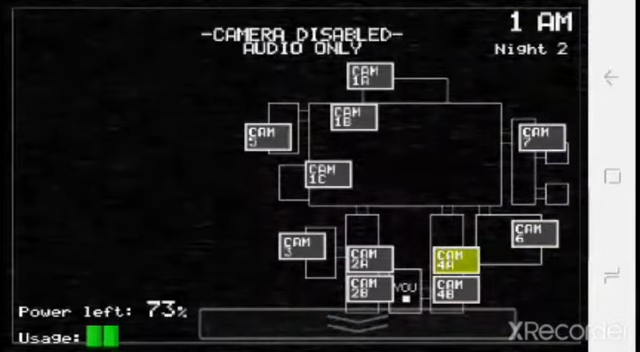 1 AM
Night 2
-CAMERA DISABLED-
AUDIO ONLY
CAM
1A
CAM
1B
CAM
5
CAM
7
CAM
1C
CAM
6
CAM
3
CAM
2A
CAM
4A
CAM
2B
YOU
CAM
4B
Power left: 73%
Usage:
XRecorder